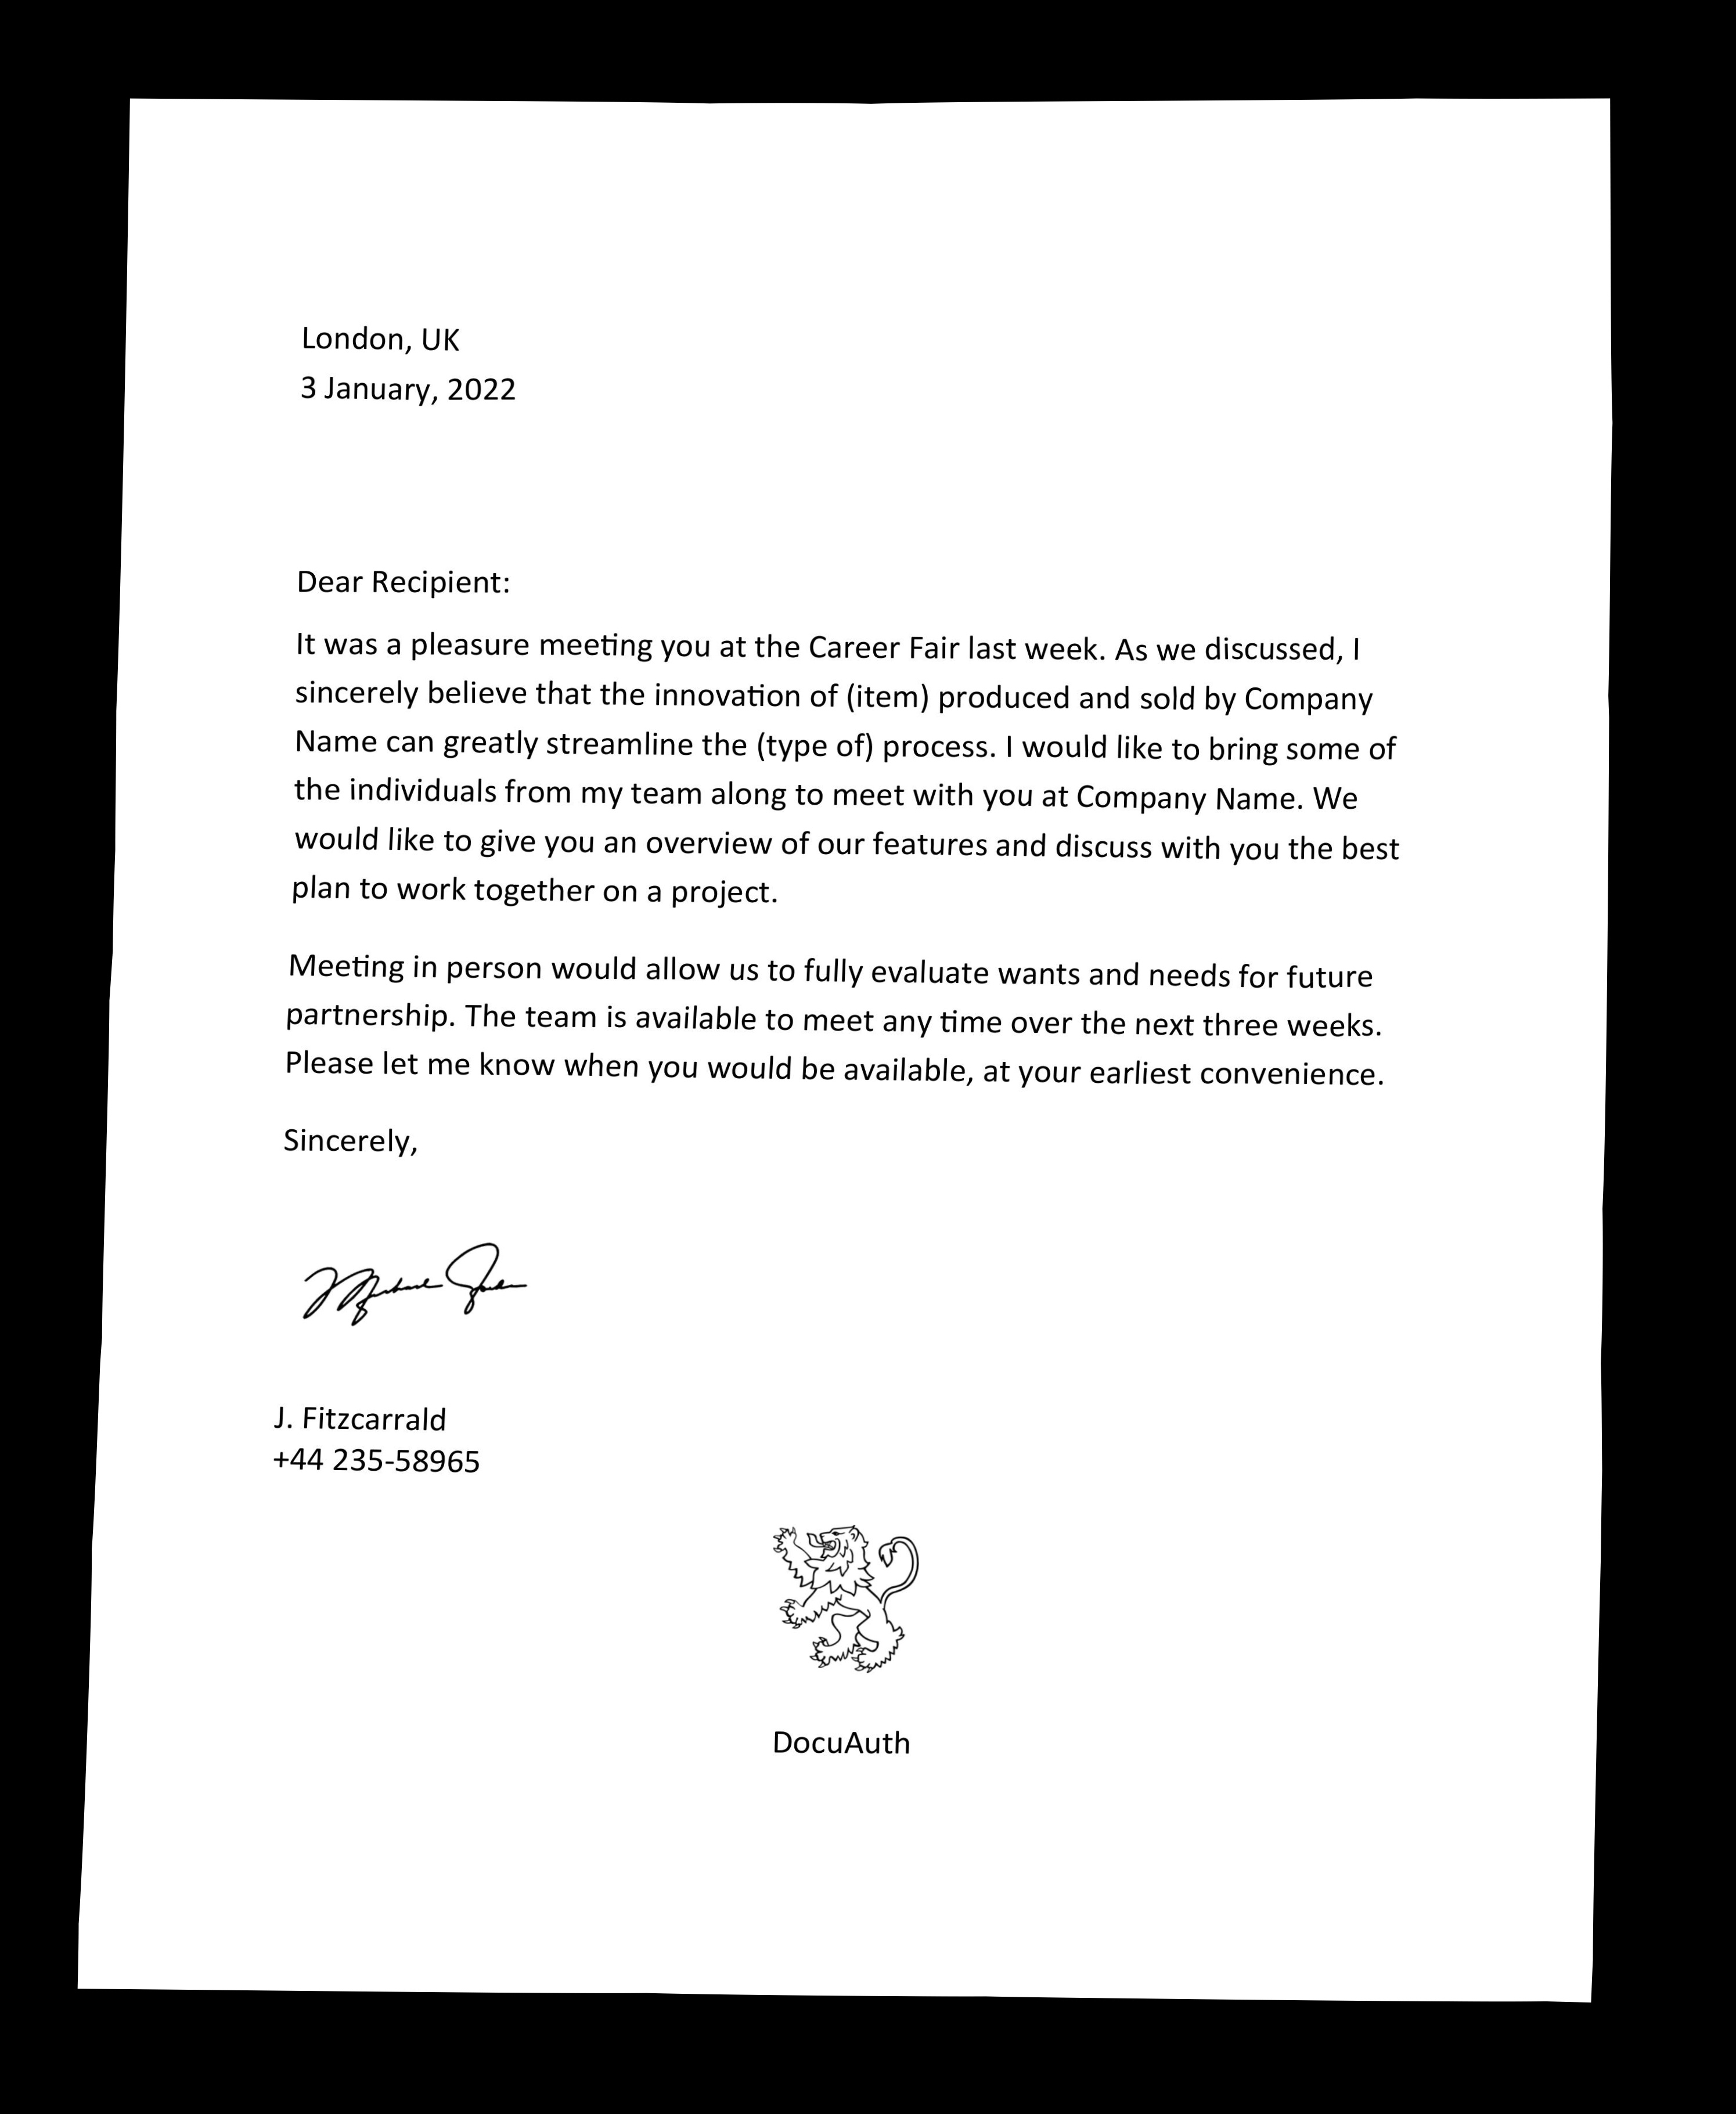 London, UK
3 January, 2022
Dear Recipient:
It was a pleasure meeting you at the Career Fair last week. As we discussed, I
sincerely believe that the innovation of (item) produced and sold by Company
Name can greatly streamline the (type of) process. I would like to bring some of
the individuals from my team along to meet with you at Company Name. We
would like to give you an overview of our features and discuss with you the best
plan to work together on a project.
Meeting in person would allow us to fully evaluate wants and needs for future
partnership. The team is available to meet any time over the next three weeks.
Please let me know when you would be available, at your earliest convenience.
Sincerely,
J. Fitzcarrald
+44 235-58965
DocuAuth